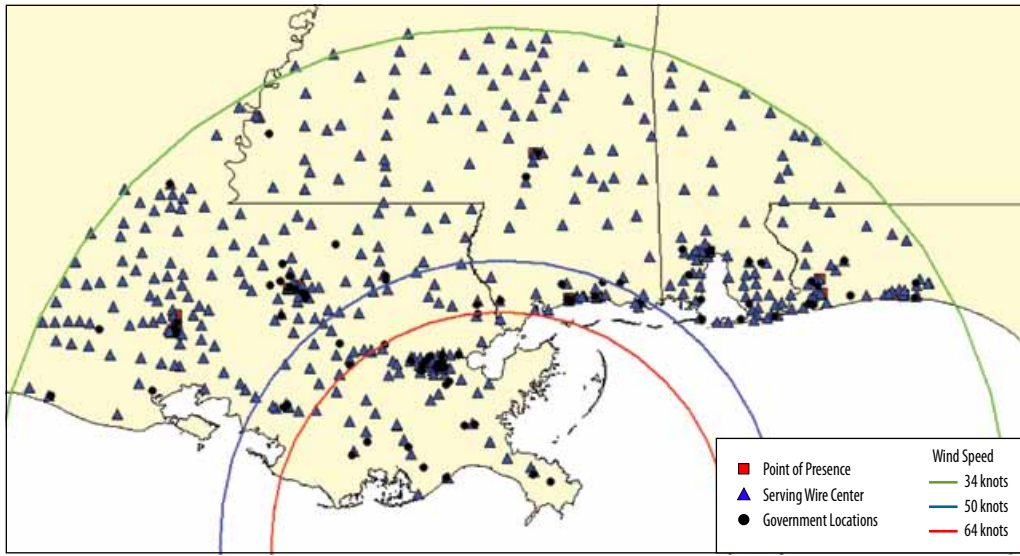 Point of Presence
Serving Wire Center
Government Locations
Wind Speed
34 knots
50 knots
64 knots